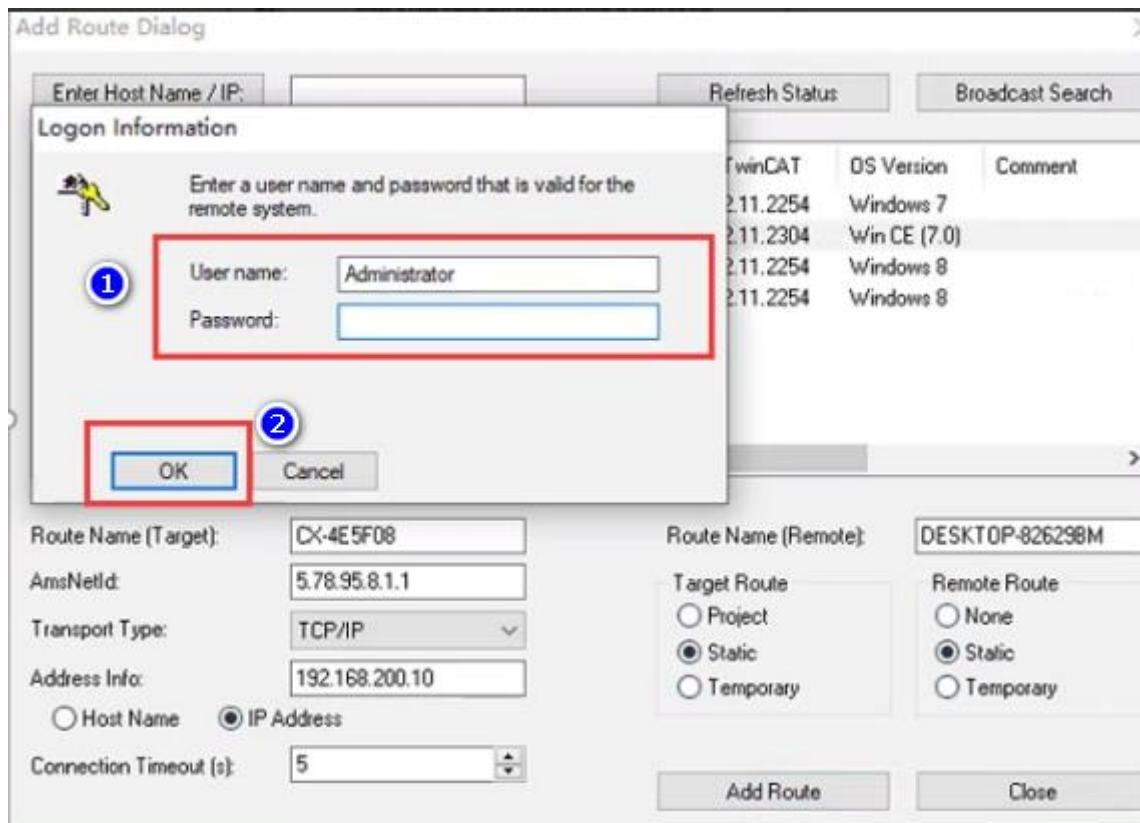 Add Route Dialog
Enter Host Name / IP:
Refresh Status
Broadcast Search
Logon Information
Enter a user name and password that is valid for the
remote system.
1
User name:
Administrator
Password:
2
OK
Cancel
TwinCAT OS Version Comment
2.11.2254 Windows 7
2.11.2304 Win CE (7.0)
2.11.2254 Windows 8
2.11.2254 Windows 8
Route Name (Target): CX-4E5F08
AmsNetId: 5.78.95.8.1.1
Transport Type: TCP/IP
Address Info: 192.168.200.10
Host Name IP Address
Connection Timeout (s): 5
Route Name (Remote): DESKTOP-82629BM
Target Route
Project
Static
Temporary
Remote Route
None
Static
Temporary
Add Route
Close